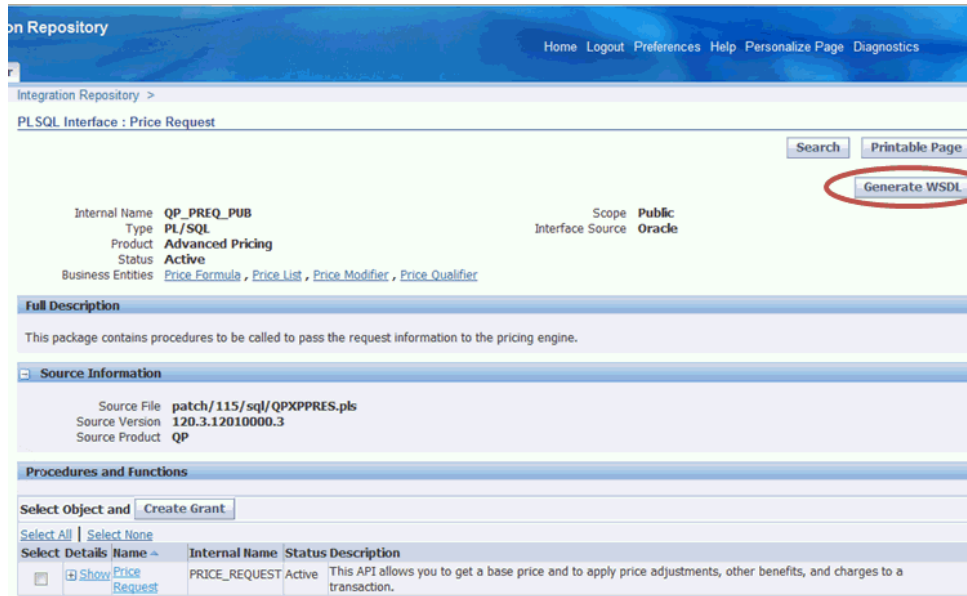 on Repository
Home Logout Preferences Help Personalize Page Diagnostics
r
Integration Repository >
PLSQL Interface : Price Request
Search Printable Page
Generate WSDL
Internal Name QP_PREQ_PUB Scope Public
Type PL/SQL Interface Source Oracle
Product Advanced Pricing
Status Active
Business Entities Price Formula , Price List , Price Modifier , Price Qualifier
Full Description
This package contains procedures to be called to pass the request information to the pricing engine.
Source Information
Source File patch/115/sql/QPXPPRES.pls
Source Version 120.3.12010000.3
Source Product QP
Procedures and Functions
Select Object and Create Grant
Select All | Select None
Select Details Name Internal Name Status Description
Show Price Request PRICE_REQUEST Active This API allows you to get a base price and to apply price adjustments, other benefits, and charges to a
transaction.